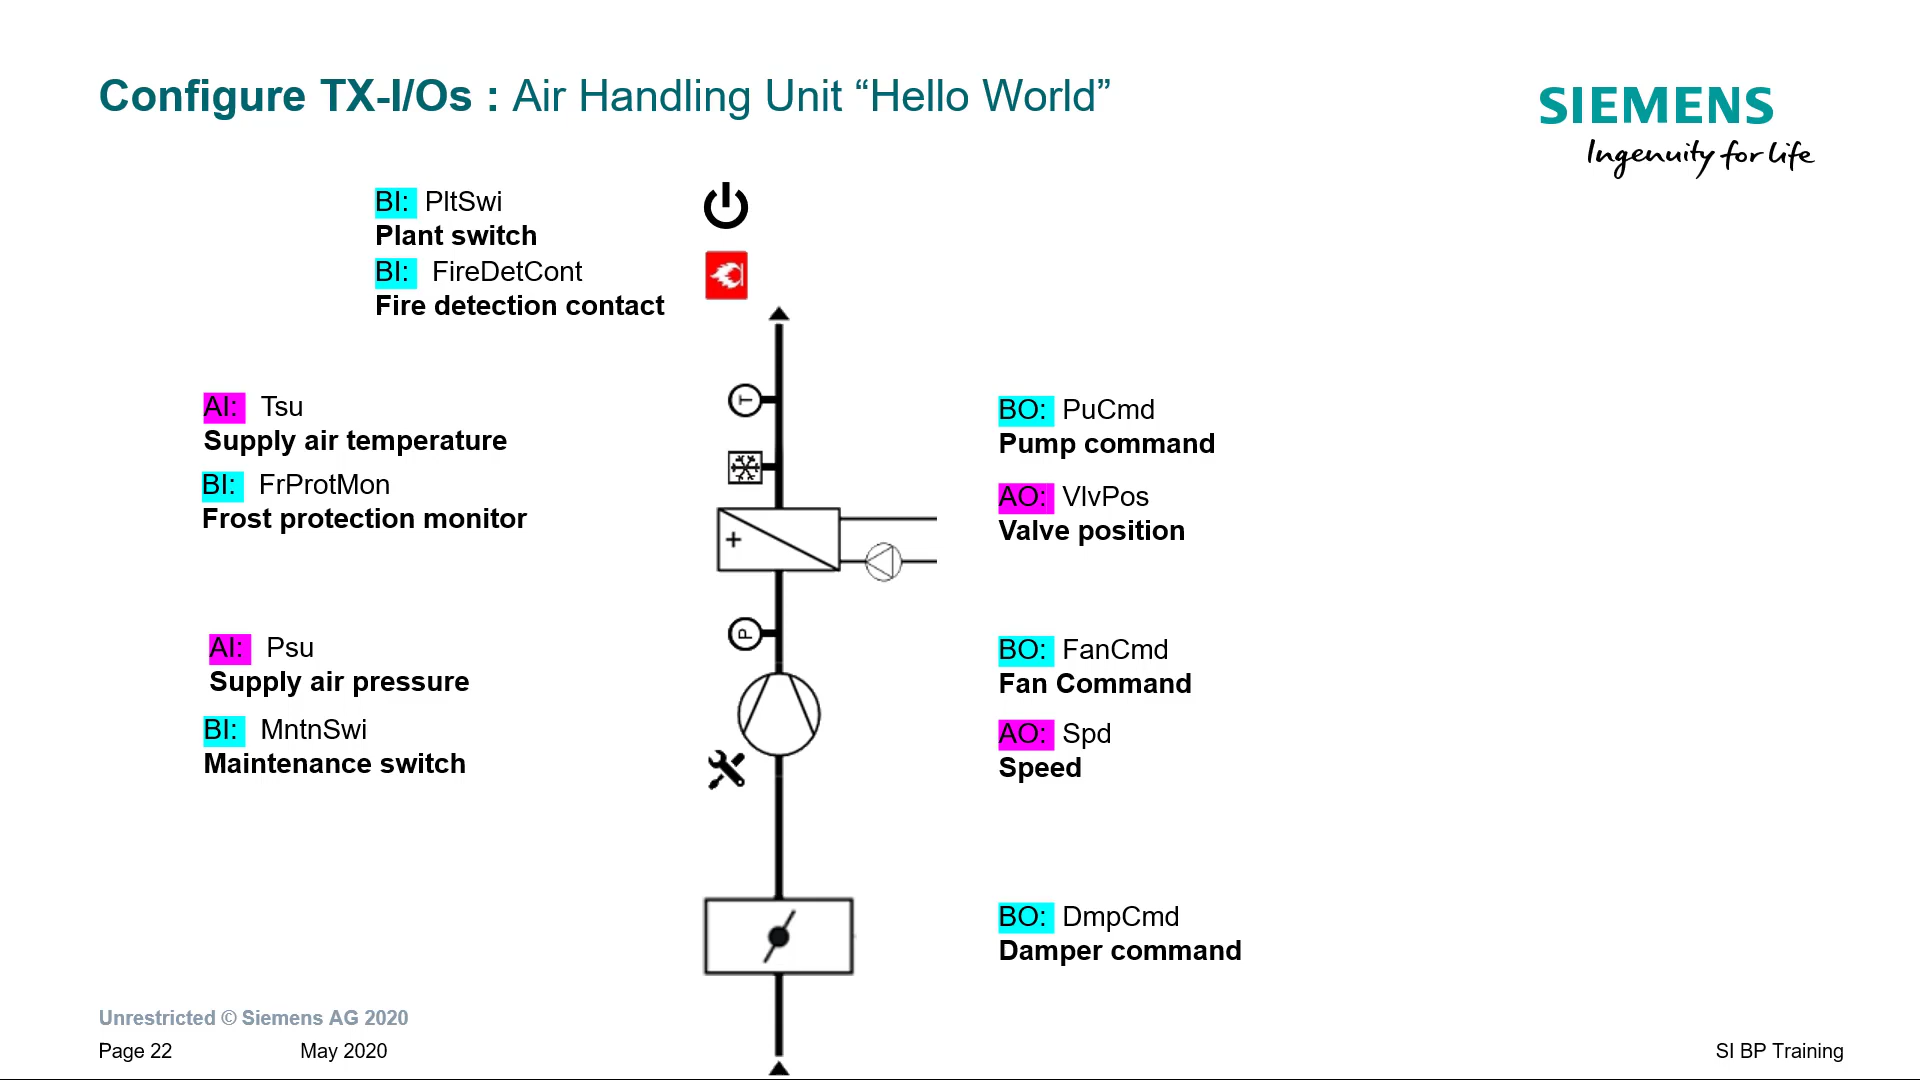 Configure TX-I/Os : Air Handling Unit “Hello World”
SIEMENS
Ingenuity for life
BI: PltSwi
Plant switch
BI: FireDetCont
Fire detection contact
AI: Tsu
Supply air temperature
BI: FrProtMon
Frost protection monitor
T
BO: PuCmd
Pump command
AO: VlvPos
Valve position
+
AI: Psu
Supply air pressure
BI: MntnSwi
Maintenance switch
P
BO: FanCmd
Fan Command
AO: Spd
Speed
BO: DmpCmd
Damper command
Unrestricted © Siemens AG 2020
Page 22 May 2020 SI BP Training